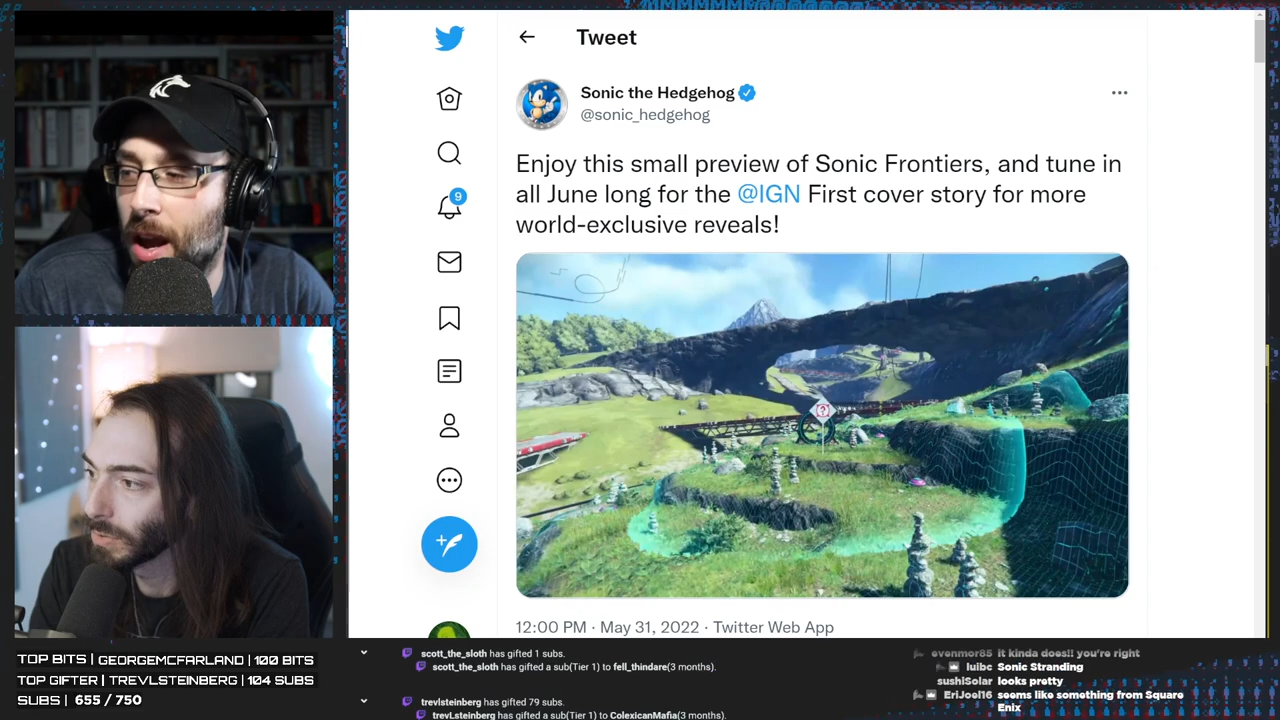 Tweet
Sonic the Hedgehog
@sonic_hedgehog
Enjoy this small preview of Sonic Frontiers, and tune in
all June long for the @IGN First cover story for more
world-exclusive reveals!
9
?
12:00 PM · May 31, 2022 · Twitter Web App
TOP BITS | GEORGEMCFARLAND | 100 BITS
TOP GIFTER | TREVLSTEINBERG | 104 SUBS
SUBS | 655 / 750
scott_the_sloth has gifted 1 subs.
scott_the_sloth has gifted a sub(Tier 1) to fell_thindare(3 months).
trevlsteinberg has gifted 79 subs.
trevLsteinberg has gifted a sub(Tier 1) to ColexicanMafia(3 months).
evenmor85 it kinda does!! you're right
luibc Sonic Stranding
sushiSolar looks pretty
EriJoel16 seems like something from Square
Enix